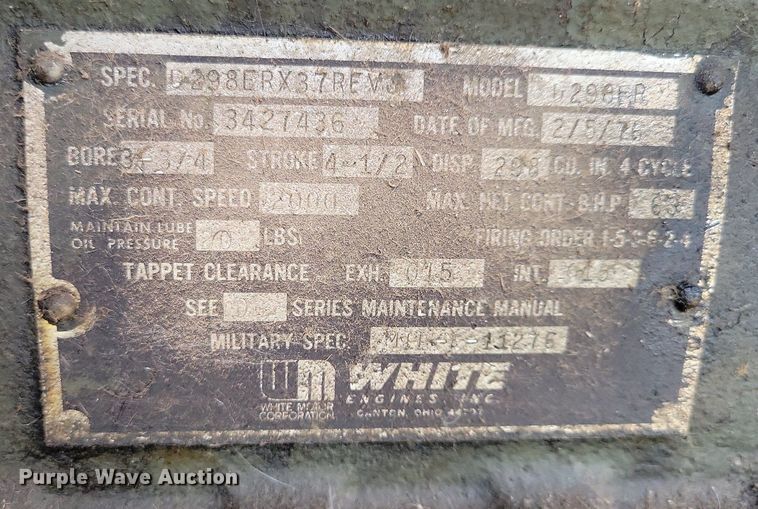 SPEC. D298ERX37REV MODEL D298ER
SERIAL No. 3427436 DATE OF MFG. 2/5/76
BORE 3-3/4 STROKE 4-1/2 DISP. 298 CU. IN. 4 CYCLE
MAX. CONT. SPEED 2000 MAX. NET CONT. B.H.P.
MAINTAIN LUBE OIL PRESSURE LBS. FIRING ORDER 1-5-3-6-2-4
TAPPET CLEARANCE EXH. .015 INT.
SEE SERIES MAINTENANCE MANUAL
MILITARY SPEC. MIL-E-11276
WM WHITE
ENGINES, INC.
WHITE MOTOR CORPORATION CANTON, OHIO
Purple Wave Auction